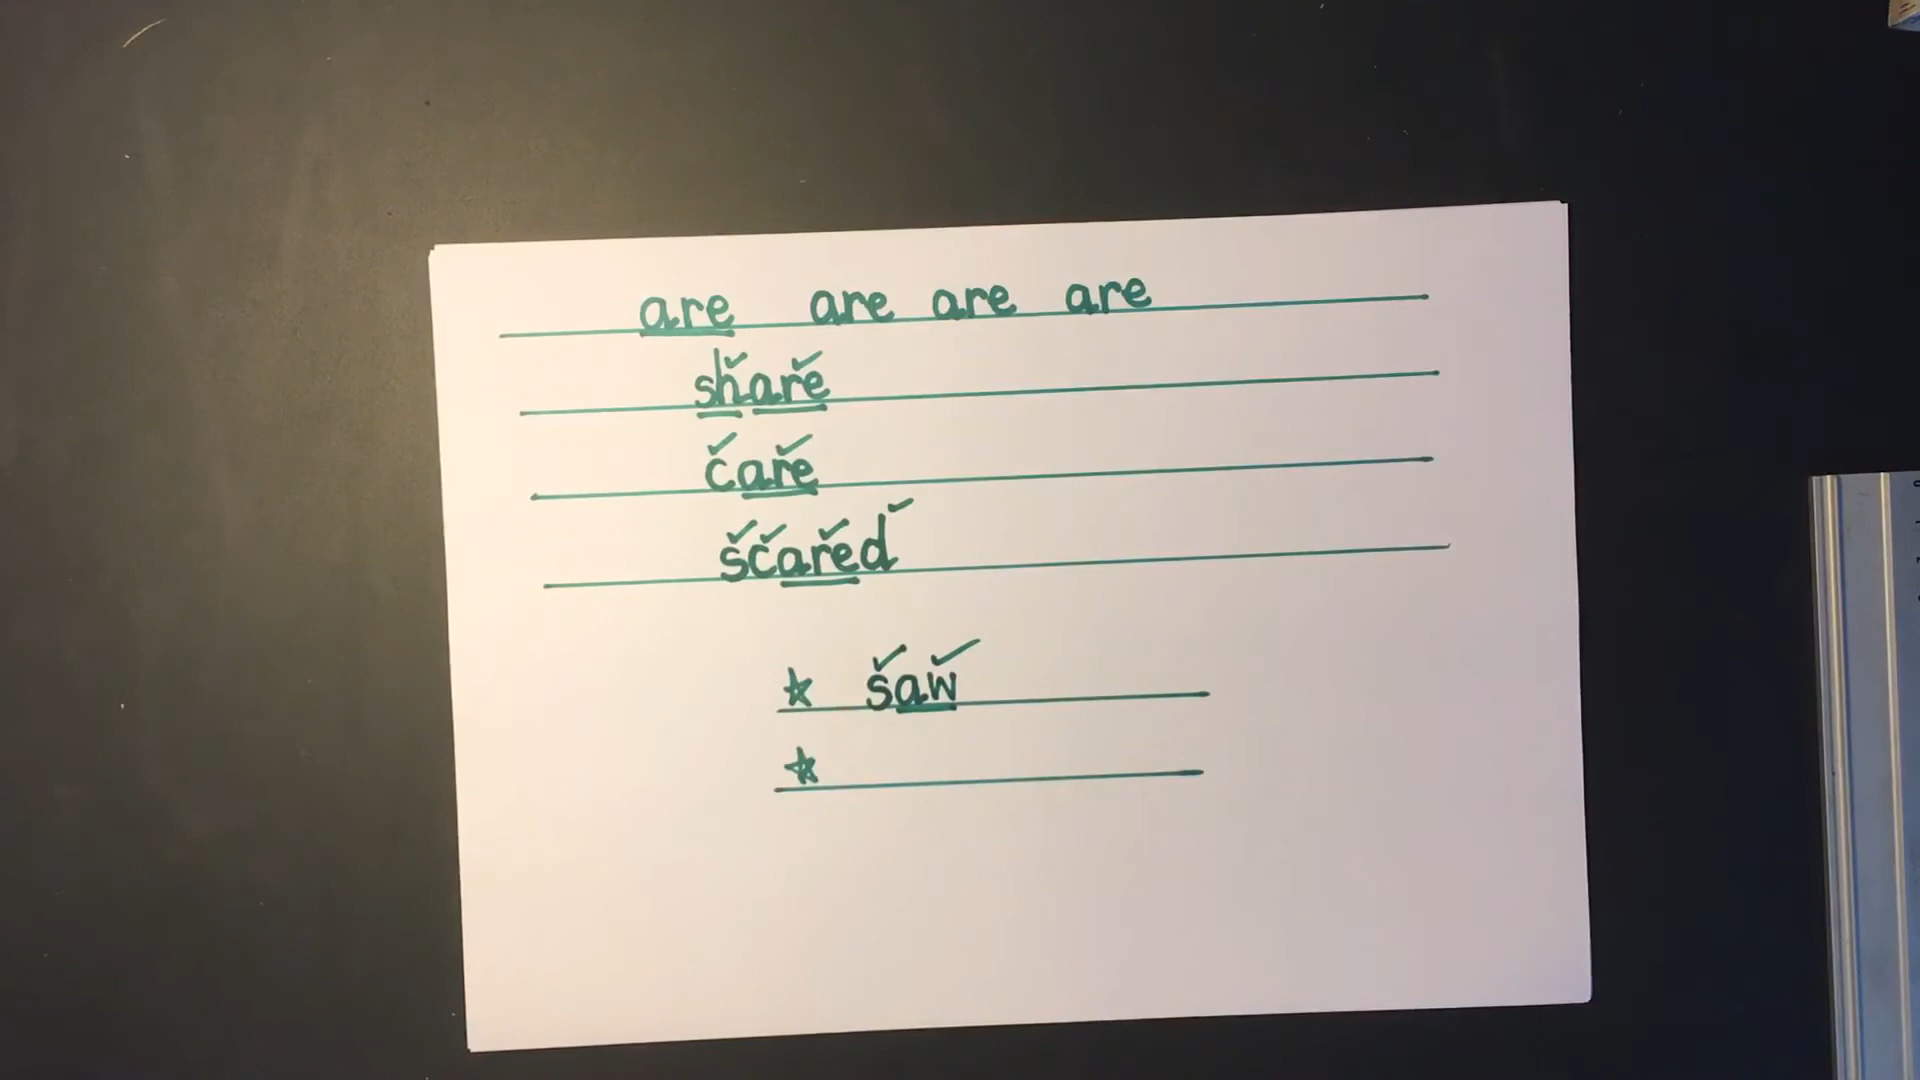 are are are are
share
care
scared
☆ saw
☆